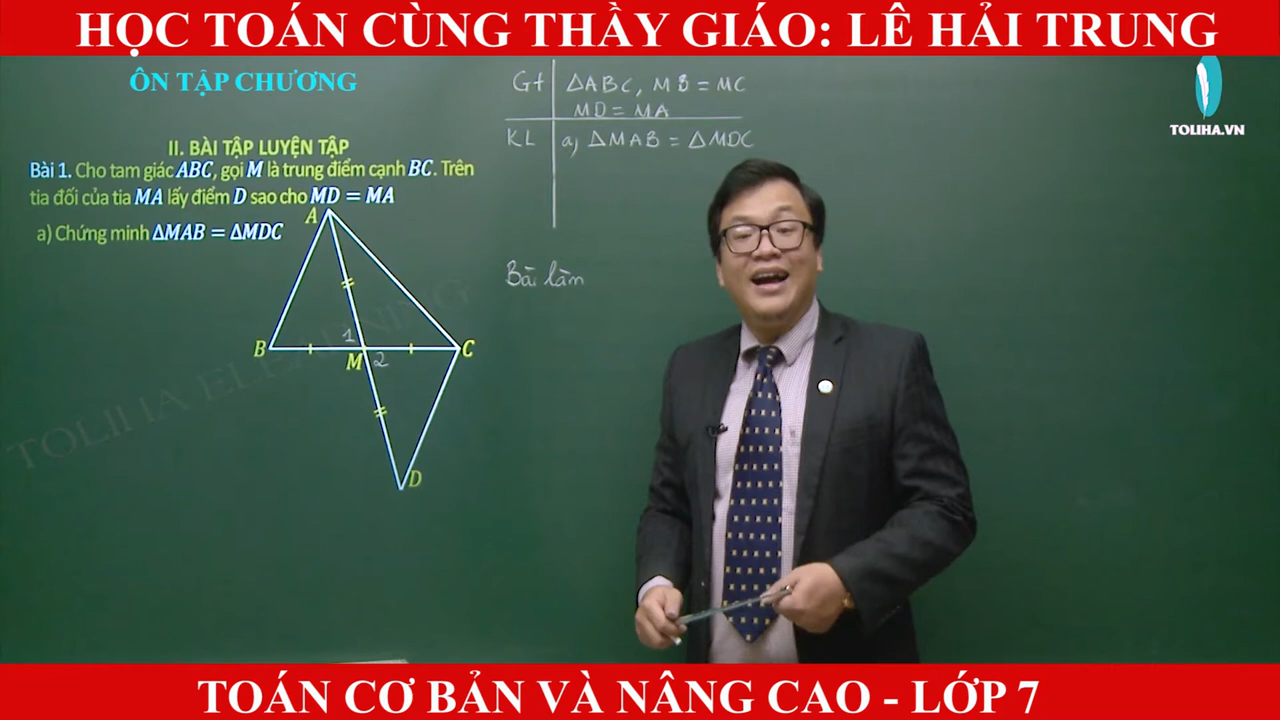 HỌC TOÁN CÙNG THẦY GIÁO: LÊ HẢI TRUNG
ÔN TẬP CHƯƠNG
II. BÀI TẬP LUYỆN TẬP
Bài 1. Cho tam giác ABC, gọi M là trung điểm cạnh BC. Trên
tia đối của tia MA lấy điểm D sao cho MD = MA
a) Chứng minh ΔMAB = ΔMDC
A
B
1
M
2
C
D
Gt ΔABC, MB = MC
MD = MA
KL a) ΔMAB = ΔMDC
Bài làm
TOLIHA.VN
TOLIHA ELEARNING
TOÁN CƠ BẢN VÀ NÂNG CAO - LỚP 7